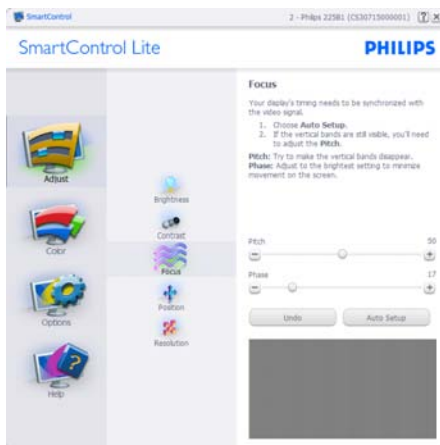 SmartControl
2 - Philips 225B1 (CS30715000001)
SmartControl Lite
PHILIPS
Adjust
Color
Options
Help
Brightness
Contrast
Focus
Position
Resolution
Focus
Your display's timing needs to be synchronized with
the video signal.
1. Choose Auto Setup.
2. If the vertical bands are still visible, you'll need
to adjust the Pitch.
Pitch: Try to make the vertical bands disappear.
Phase: Adjust to the brightest setting to minimize
movement on the screen.
Pitch 50
Phase 17
Undo Auto Setup